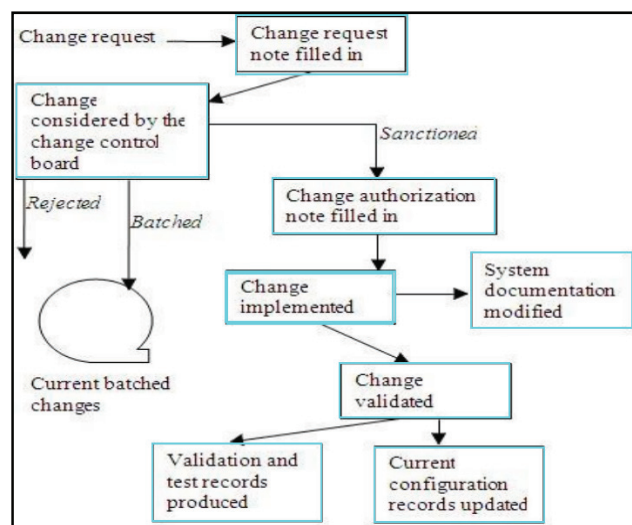 Change request
Change request
note filled in
Change
considered by the
change control
board
Sanctioned
Rejected
Batched
Change authorization
note filled in
Change
implemented
System
documentation
modified
Current batched
changes
Change
validated
Validation and
test records
produced
Current
configuration
records updated